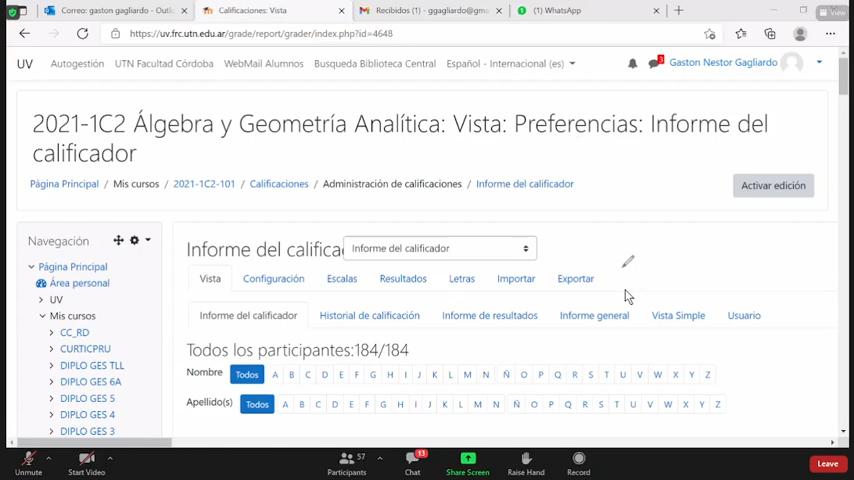 Correo: gaston gagliardo - Outlo
Calificaciones: Vista
Recibidos (1) - ggagliardo@gm
(1) WhatsApp
View
https://uv.frc.utn.edu.ar/grade/report/grader/index.php?id=4648
UV Autogestión UTN Facultad Córdoba WebMail Alumnos Busqueda Biblioteca Central Español - Internacional (es) 3 Gaston Nestor Gagliardo
2021-1C2 Álgebra y Geometría Analítica: Vista: Preferencias: Informe del
calificador
Página Principal / Mis cursos / 2021-1C2-101 / Calificaciones / Administración de calificaciones / Informe del calificador
Activar edición
Navegación
Página Principal
Área personal
UV
Mis cursos
CC_RD
CURTICPRU
DIPLO GES TLL
DIPLO GES 6A
DIPLO GES 5
DIPLO GES 4
DIPLO GES 3
Informe del califica
Informe del calificador
Vista Configuración Escalas Resultados Letras Importar Exportar
Informe del calificador Historial de calificación Informe de resultados Informe general Vista Simple Usuario
Todos los participantes:184/184
Nombre Todos A B C D E F G H I J K L M N Ñ O P Q R S T U V W X Y Z
Apellido(s) Todos A B C D E F G H I J K L M N Ñ O P Q R S T U V W X Y Z
Unmute
Start Video
57
Participants
13
Chat
Share Screen
Raise Hand
Record
Leave